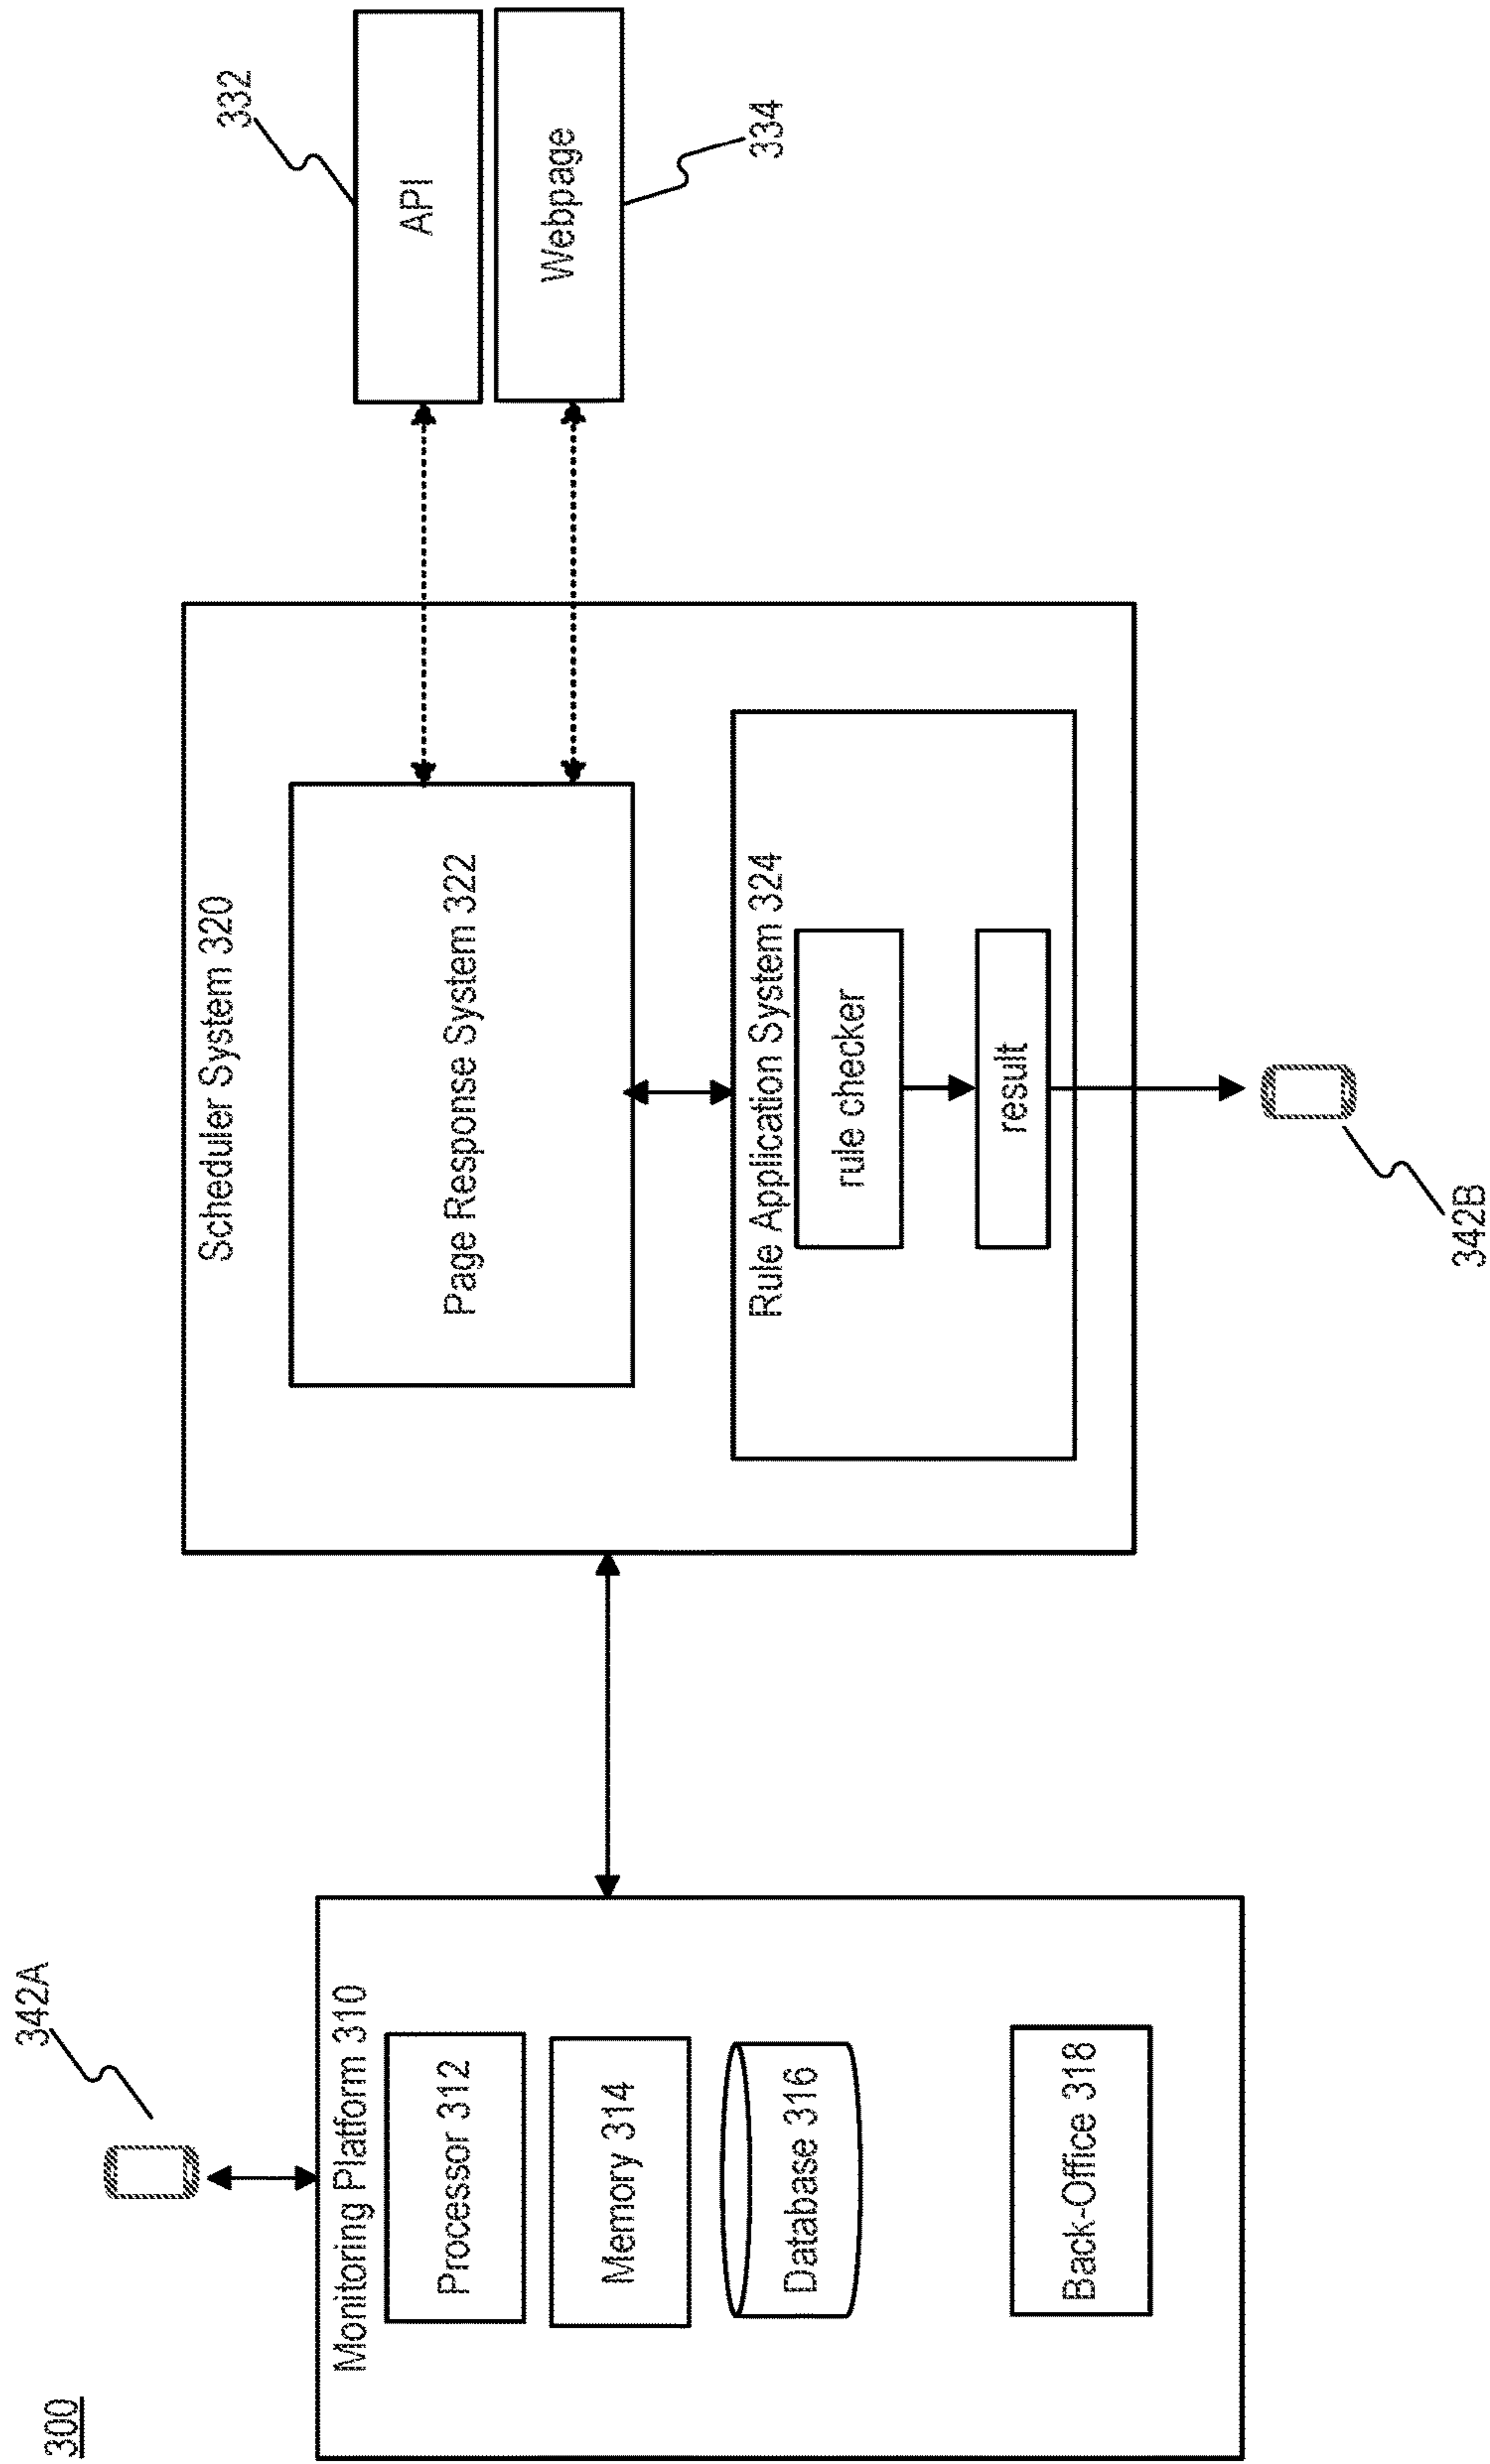 300
342A
Monitoring Platform 310
Processor 312
Memory 314
Database 316
Back-Office 318
Scheduler System 320
Page Response System 322
Rule Application System 324
rule checker
result
342B
332
API
Webpage
334